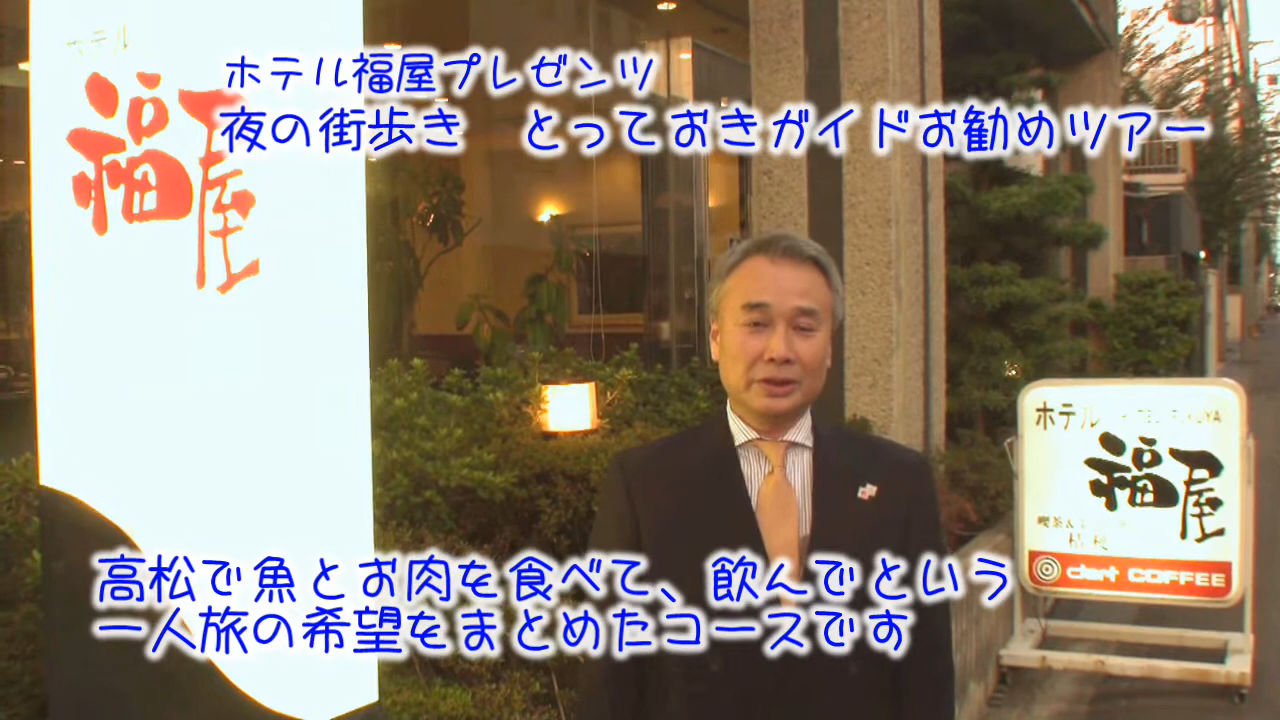 ホテル
福屋
ホテル福屋プレゼンツ
夜の街歩き　とっておきガイドお勧めツアー
ホテル
福屋
dart COFFEE
高松で魚とお肉を食べて、飲んでという
一人旅の希望をまとめたコースです